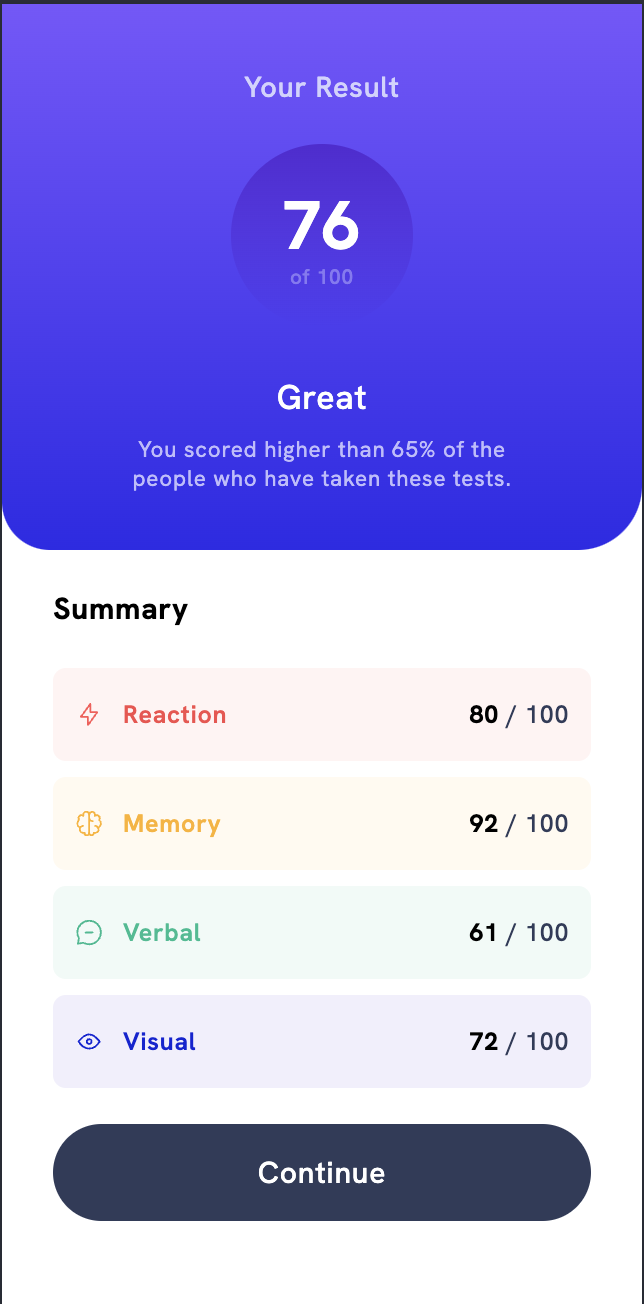 Your Result
76
of 100
Great
You scored higher than 65% of the
people who have taken these tests.
Summary
Reaction 80 / 100
Memory 92 / 100
Verbal 61 / 100
Visual 72 / 100
Continue